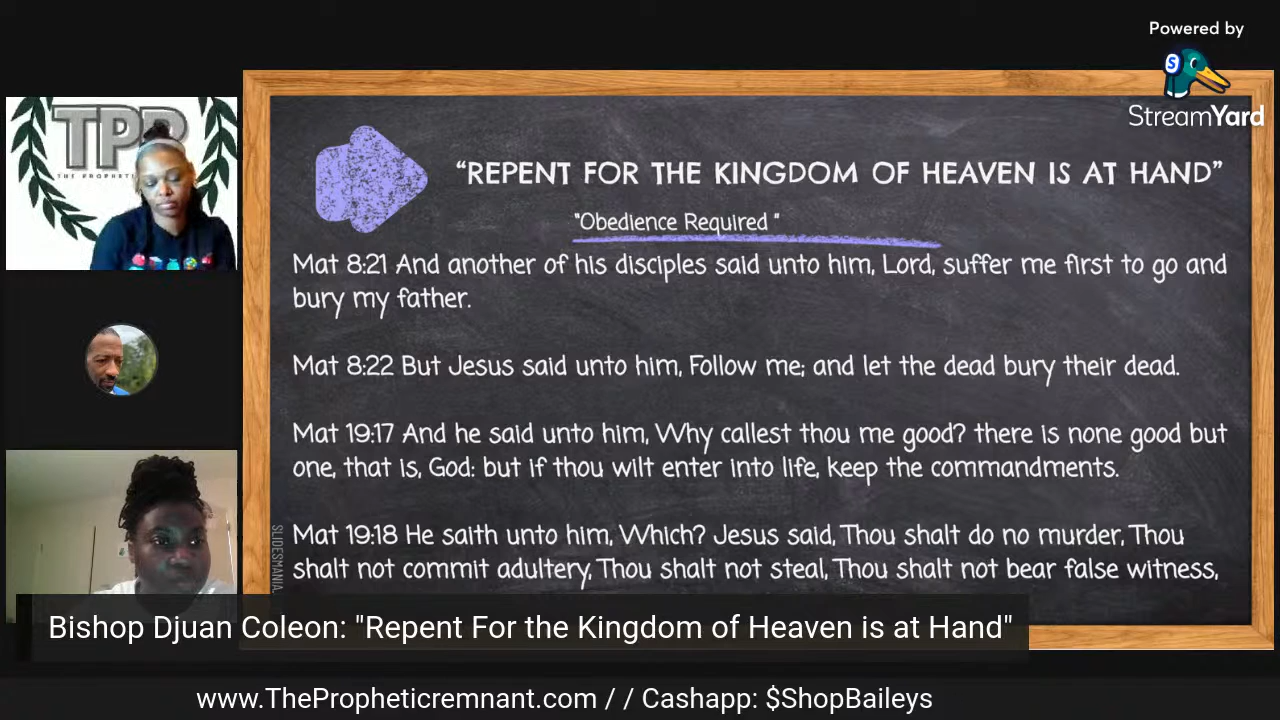 Powered by
StreamYard
TPR
“REPENT FOR THE KINGDOM OF HEAVEN IS AT HAND”
"Obedience Required "
Mat 8:21 And another of his disciples said unto him, Lord, suffer me first to go and
bury my father.
Mat 8:22 But Jesus said unto him, Follow me; and let the dead bury their dead.
Mat 19:17 And he said unto him, Why callest thou me good? there is none good but
one, that is, God: but if thou wilt enter into life, keep the commandments.
Mat 19:18 He saith unto him, Which? Jesus said, Thou shalt do no murder, Thou
shalt not commit adultery, Thou shalt not steal, Thou shalt not bear false witness,
SLIDESMANIA
Bishop Djuan Coleon: "Repent For the Kingdom of Heaven is at Hand"
www.ThePropheticremnant.com / / Cashapp: $ShopBaileys